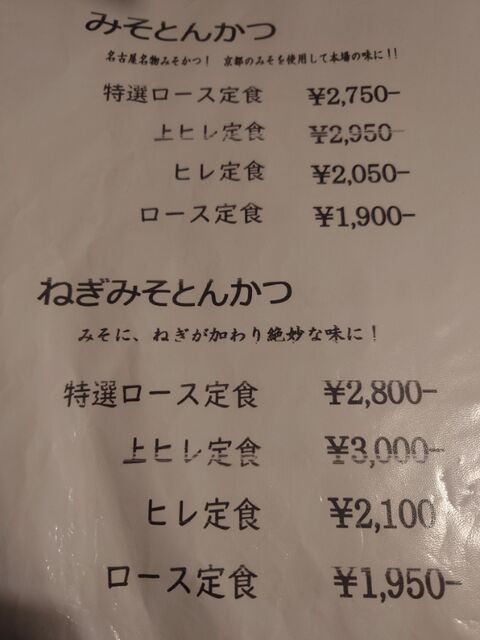 みそとんかつ
名古屋名物みそかつ！ 京都のみそを使用して本場の味に!!
特選ロース定食 ¥2,750-
上ヒレ定食 ¥2,950-
ヒレ定食 ¥2,050-
ロース定食 ¥1,900-
ねぎみそとんかつ
みそに、ねぎが加わり絶妙な味に！
特選ロース定食 ¥2,800-
上ヒレ定食 ¥3,000-
ヒレ定食 ¥2,100
ロース定食 ¥1,950-